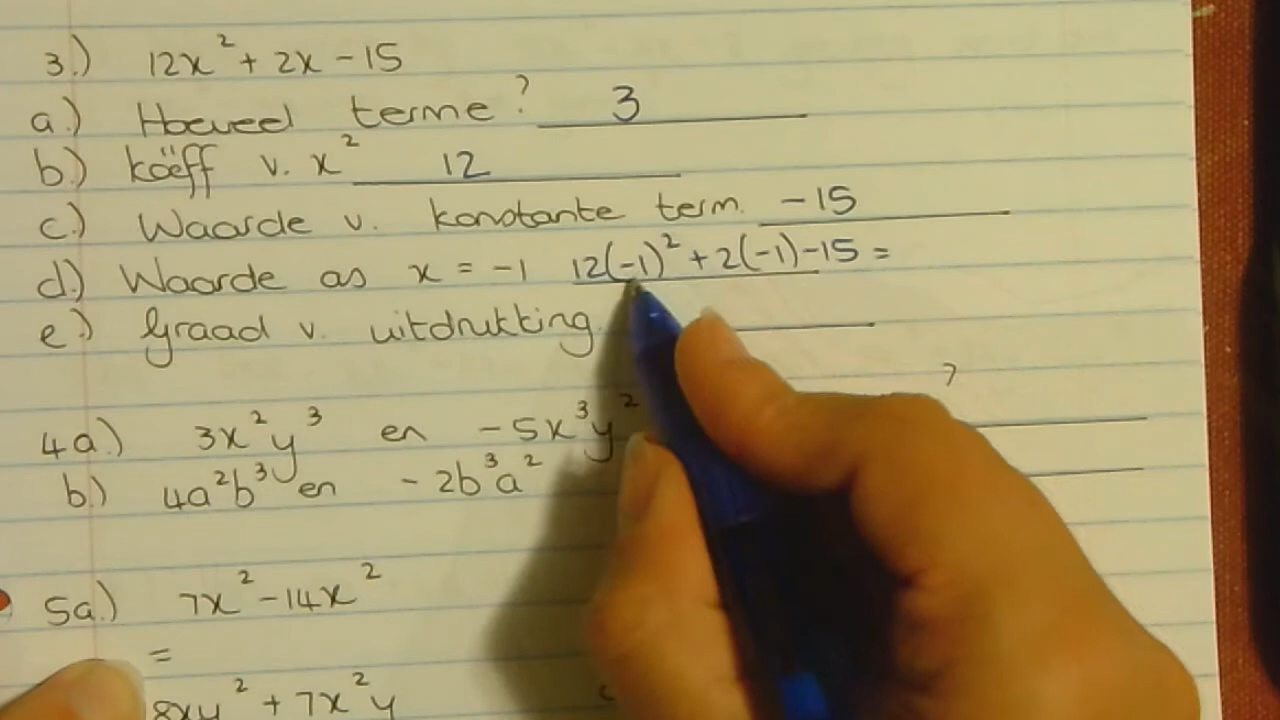 3.) 12x² + 2x - 15
a.) Hoeveel terme? 3
b.) koëff v. x² 12
c.) Waarde v. konstante term. -15
d.) Waarde as x = -1 12(-1)² + 2(-1) - 15 =
e.) Graad v. uitdrukking
?
4a.) 3x²y³ en -5x³y²
b.) 4a²b³ en -2b³a²
5a.) 7x² - 14x²
=
8xy² + 7x²y